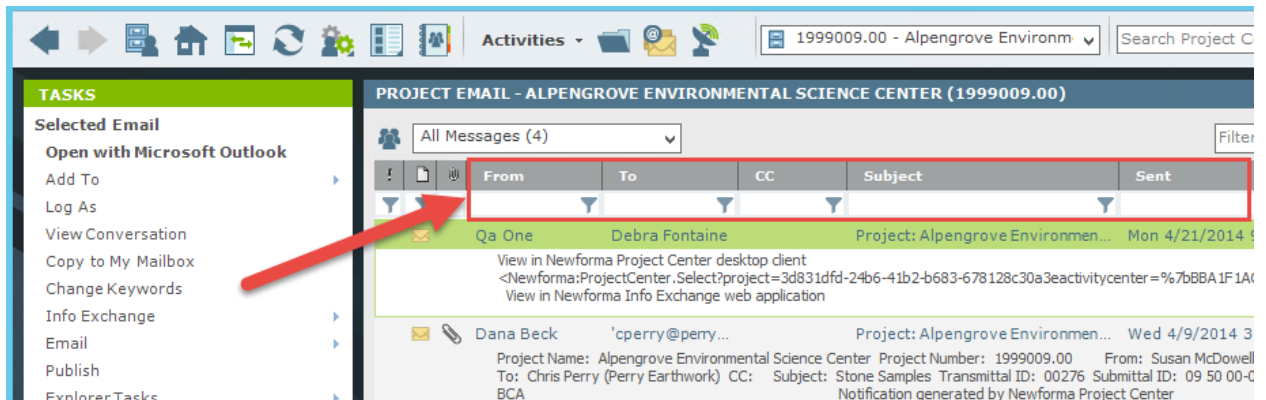 Activities
1999009.00 - Alpengrove Environm
Search Project C
TASKS
Selected Email
Open with Microsoft Outlook
Add To
Log As
View Conversation
Copy to My Mailbox
Change Keywords
Info Exchange
Email
Publish
Explorer Tasks
PROJECT EMAIL - ALPENGROVE ENVIRONMENTAL SCIENCE CENTER (1999009.00)
All Messages (4)
Filter
From To CC Subject Sent
Qa One Debra Fontaine Project: Alpengrove Environmen... Mon 4/21/2014 9
View in Newforma Project Center desktop client
<Newforma:ProjectCenter.Select?project=3d831dfd-24b6-41b2-b683-678128c30a3eactivitycenter=%7bBBA1F1A
View in Newforma Info Exchange web application
Dana Beck 'cperry@perry... Project: Alpengrove Environmen... Wed 4/9/2014 3
Project Name: Alpengrove Environmental Science Center Project Number: 1999009.00 From: Susan McDowell
To: Chris Perry (Perry Earthwork) CC: Subject: Stone Samples Transmittal ID: 00276 Submittal ID: 09 50 00-0
BCA Notification generated by Newforma Project Center